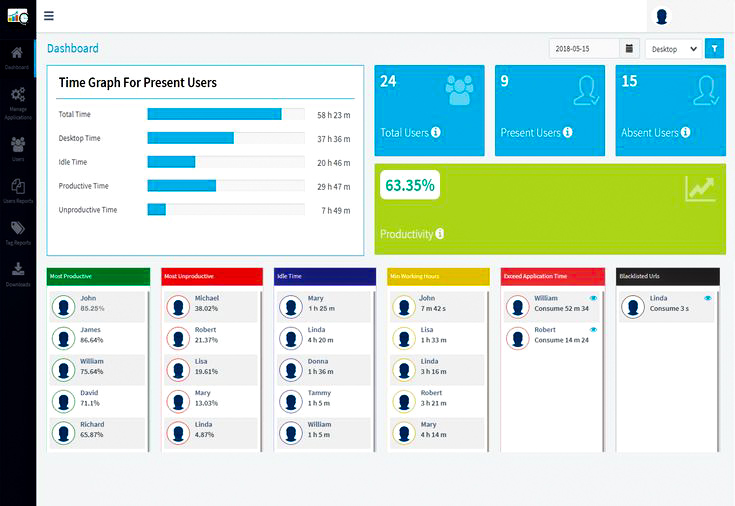 Dashboard
2018-05-15
Desktop
Dashboard
Manage
Applications
Users
Users Reports
Tag Reports
Downloads
Time Graph For Present Users
Total Time 58 h 23 m
Desktop Time 37 h 36 m
Idle Time 20 h 46 m
Productive Time 29 h 47 m
Unproductive Time 7 h 49 m
24
Total Users
9
Present Users
15
Absent Users
63.35%
Productivity
Most Productive
John
85.25%
James
86.64%
William
75.64%
David
71.1%
Richard
65.87%
Most Unproductive
Michael
38.02%
Robert
21.37%
Lisa
19.61%
Mary
13.03%
Linda
4.87%
Idle Time
Mary
1 h 25 m
Linda
4 h 20 m
Donna
1 h 36 m
Tammy
1 h 5 m
William
1 h 5 m
Min Working Hours
John
7 m 42 s
Lisa
1 h 33 m
Linda
3 h 16 m
Robert
3 h 21 m
Mary
4 h 14 m
Exceed Application Time
William
Consume 52 m 34
Robert
Consume 14 m 24
Blacklisted Urls
Linda
Consume 3 s